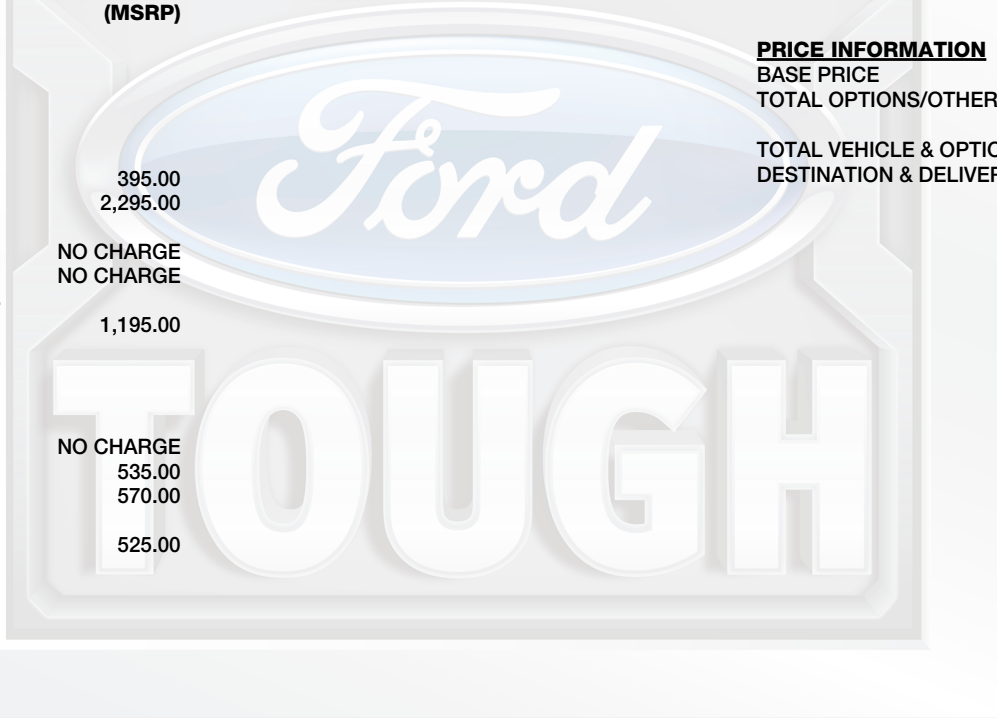 (MSRP)
395.00
2,295.00
NO CHARGE
NO CHARGE
1,195.00
NO CHARGE
535.00
570.00
525.00
PRICE INFORMATION
BASE PRICE
TOTAL OPTIONS/OTHER
TOTAL VEHICLE & OPTIO
DESTINATION & DELIVER
Ford
TOUGH